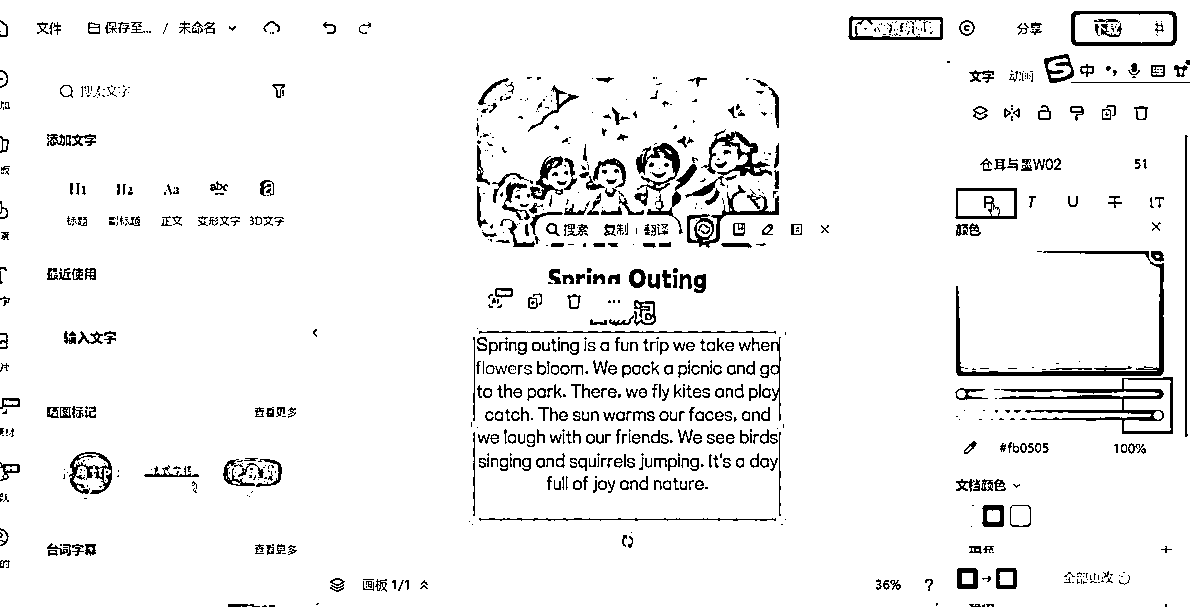 文件 保存至... / 未命名
分享 下载
文字 动画 中
搜索文字
添加文字
仓耳与墨W02 51
H1 H2 Aa abc
B T U T tT
标题 副标题 正文 变形文字 3D文字
搜索 复制 翻译
颜色
最近使用
Spring Outing
记
输入文字
Spring outing is a fun trip we take when
flowers bloom. We pack a picnic and go
to the park. There, we fly kites and play
catch. The sun warms our faces, and
we laugh with our friends. We see birds
singing and squirrels jumping. It's a day
full of joy and nature.
查看更多
#fb0505 100%
文档颜色
台词字幕 查看更多
画板 1/1
36% ?
全部更改